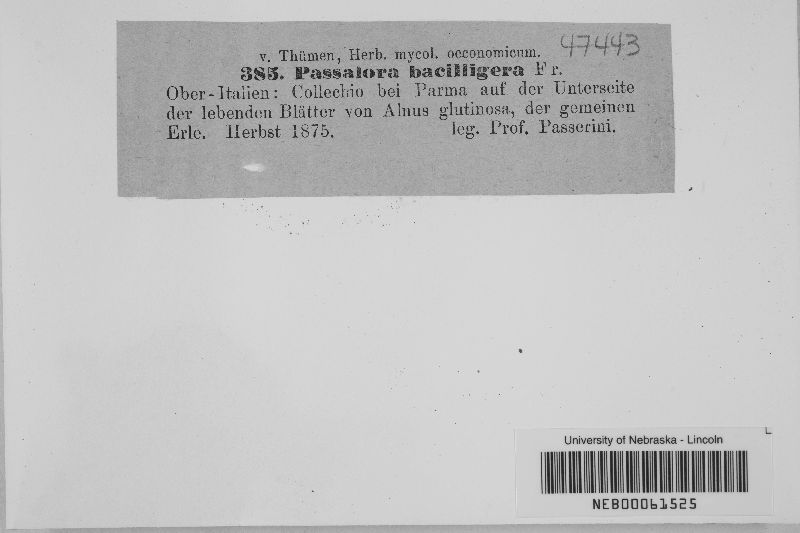 v. Thümen, Herb. mycol. oeconomicum. 47443
385. Passalora bacilligera Fr.
Ober-Italien: Collechio bei Parma auf der Unterseite
der lebenden Blätter von Alnus glutinosa, der gemeinen
Erle. Herbst 1875. leg. Prof. Passerini.
University of Nebraska - Lincoln
NEB00061525